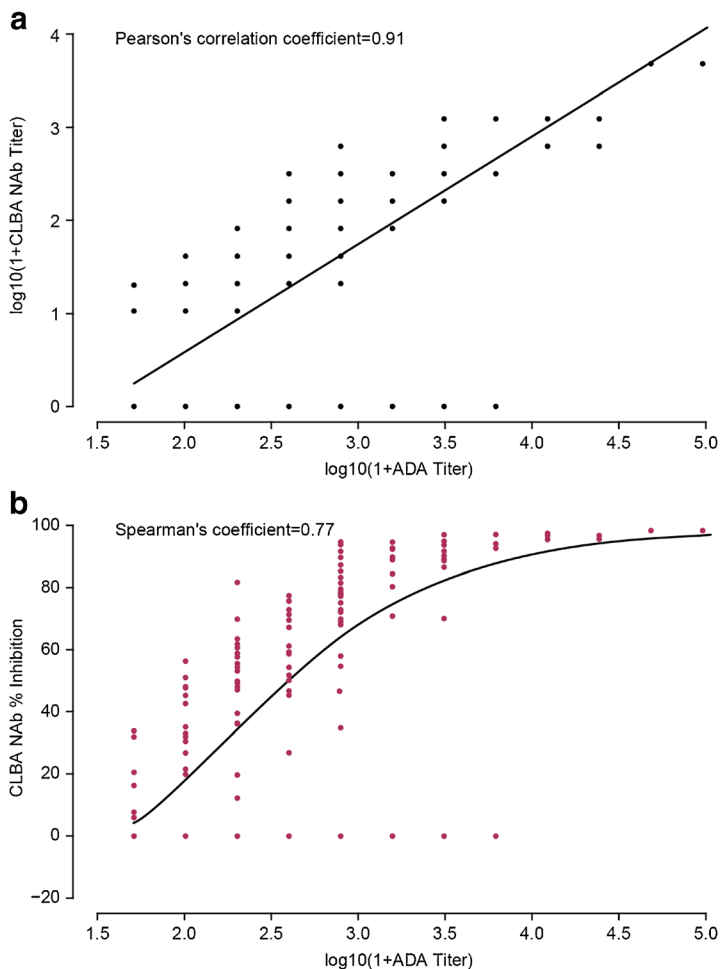 a
Pearson's correlation coefficient=0.91
4
3
2
1
0
log10(1+CLBA NAb Titer)
1.5 2.0 2.5 3.0 3.5 4.0 4.5 5.0
log10(1+ADA Titer)
b
Spearman's coefficient=0.77
100
80
60
40
20
0
−20
CLBA NAb % Inhibition
1.5 2.0 2.5 3.0 3.5 4.0 4.5 5.0
log10(1+ADA Titer)